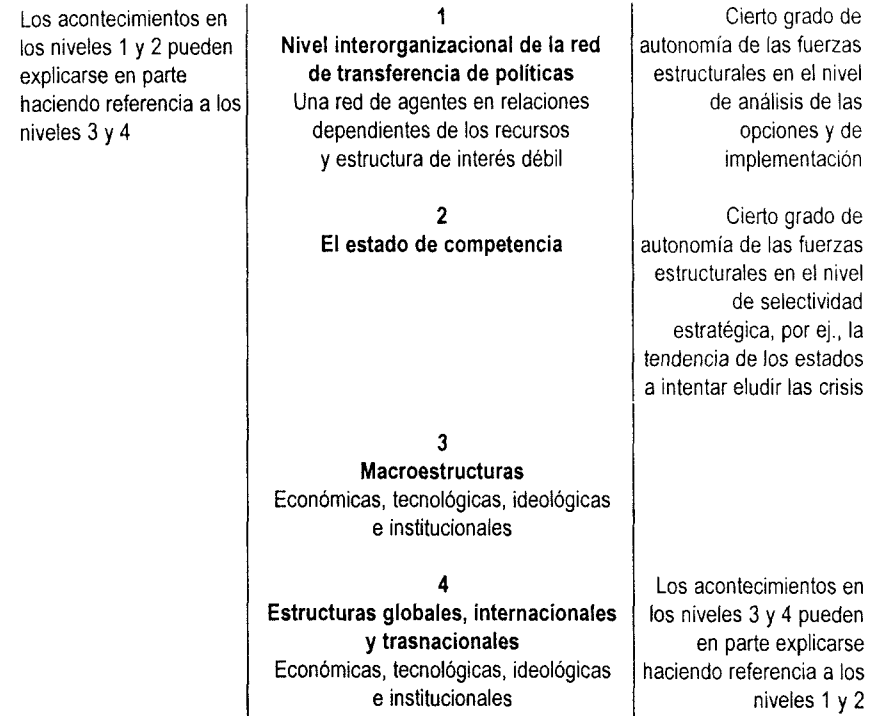 Los acontecimientos en
los niveles 1 y 2 pueden
explicarse en parte
haciendo referencia a los
niveles 3 y 4
1
Nivel interorganizacional de la red
de transferencia de políticas
Una red de agentes en relaciones
dependientes de los recursos
y estructura de interés débil
Cierto grado de
autonomía de las fuerzas
estructurales en el nivel
de análisis de las
opciones y de
implementación
2
El estado de competencia
Cierto grado de
autonomía de las fuerzas
estructurales en el nivel
de selectividad
estratégica, por ej., la
tendencia de los estados
a intentar eludir las crisis
3
Macroestructuras
Económicas, tecnológicas, ideológicas
e institucionales
4
Estructuras globales, internacionales
y trasnacionales
Económicas, tecnológicas, ideológicas
e institucionales
Los acontecimientos en
los niveles 3 y 4 pueden
en parte explicarse
haciendo referencia a los
niveles 1 y 2